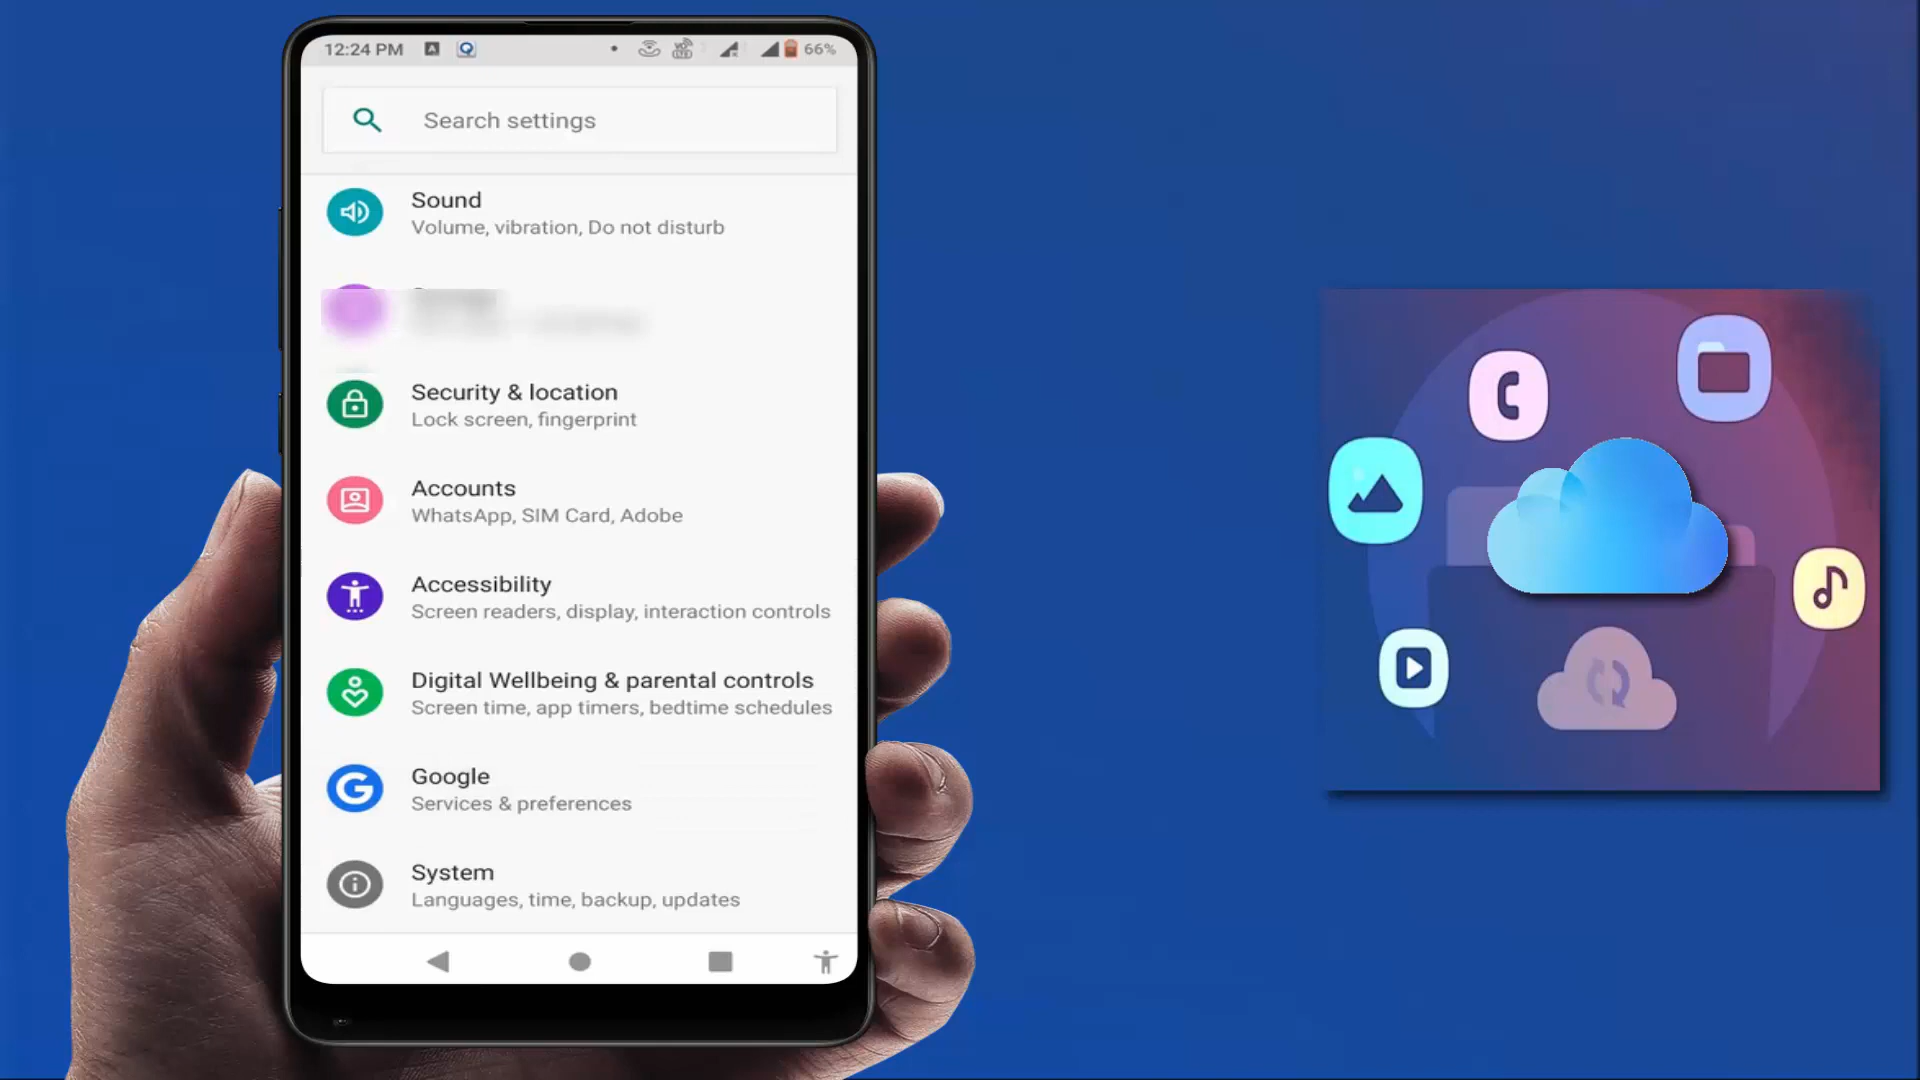 12:24 PM
66%
Search settings
Sound
Volume, vibration, Do not disturb
Security & location
Lock screen, fingerprint
Accounts
WhatsApp, SIM Card, Adobe
Accessibility
Screen readers, display, interaction controls
Digital Wellbeing & parental controls
Screen time, app timers, bedtime schedules
Google
Services & preferences
System
Languages, time, backup, updates